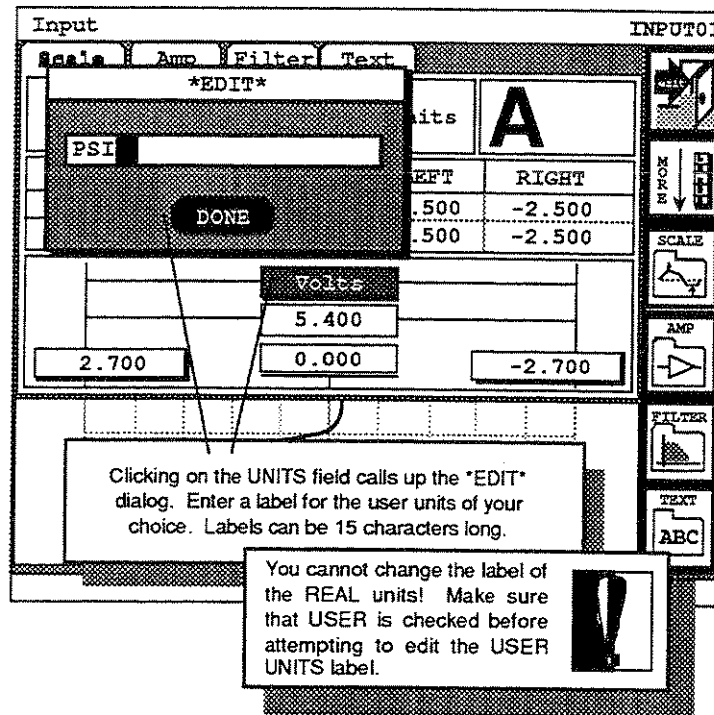 Input INPUT01
Scale Amp Filter Text
*EDIT*
PSI
DONE
A
RIGHT
.500 -2.500
.500 -2.500
Volts
5.400
2.700 0.000 -2.700
MORE
SCALE
AMP
FILTER
TEXT
ABC
Clicking on the UNITS field calls up the *EDIT*
dialog. Enter a label for the user units of your
choice. Labels can be 15 characters long.
You cannot change the label of
the REAL units! Make sure
that USER is checked before
attempting to edit the USER
UNITS label.